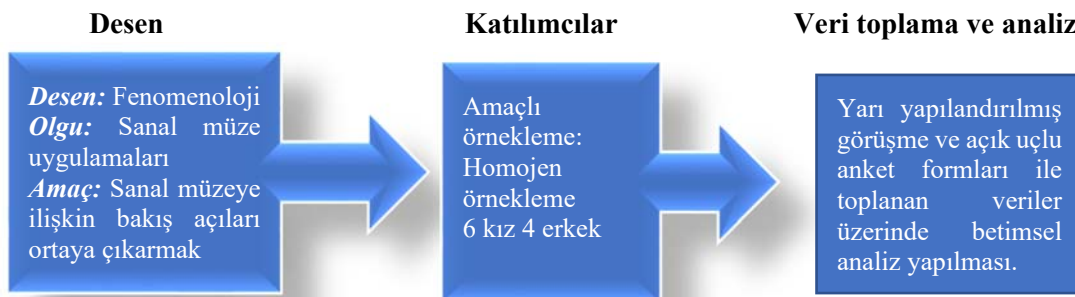 Desen
Katılımcılar
Veri toplama ve analiz
Desen: Fenomenoloji
Olgu: Sanal müze
uygulamaları
Amaç: Sanal müzeye
ilişkin bakış açıları
ortaya çıkarmak
Amaçlı
örnekleme:
Homojen
örnekleme
6 kız 4 erkek
Yarı yapılandırılmış
görüşme ve açık uçlu
anket formları ile
toplanan veriler
üzerinde betimsel
analiz yapılması.